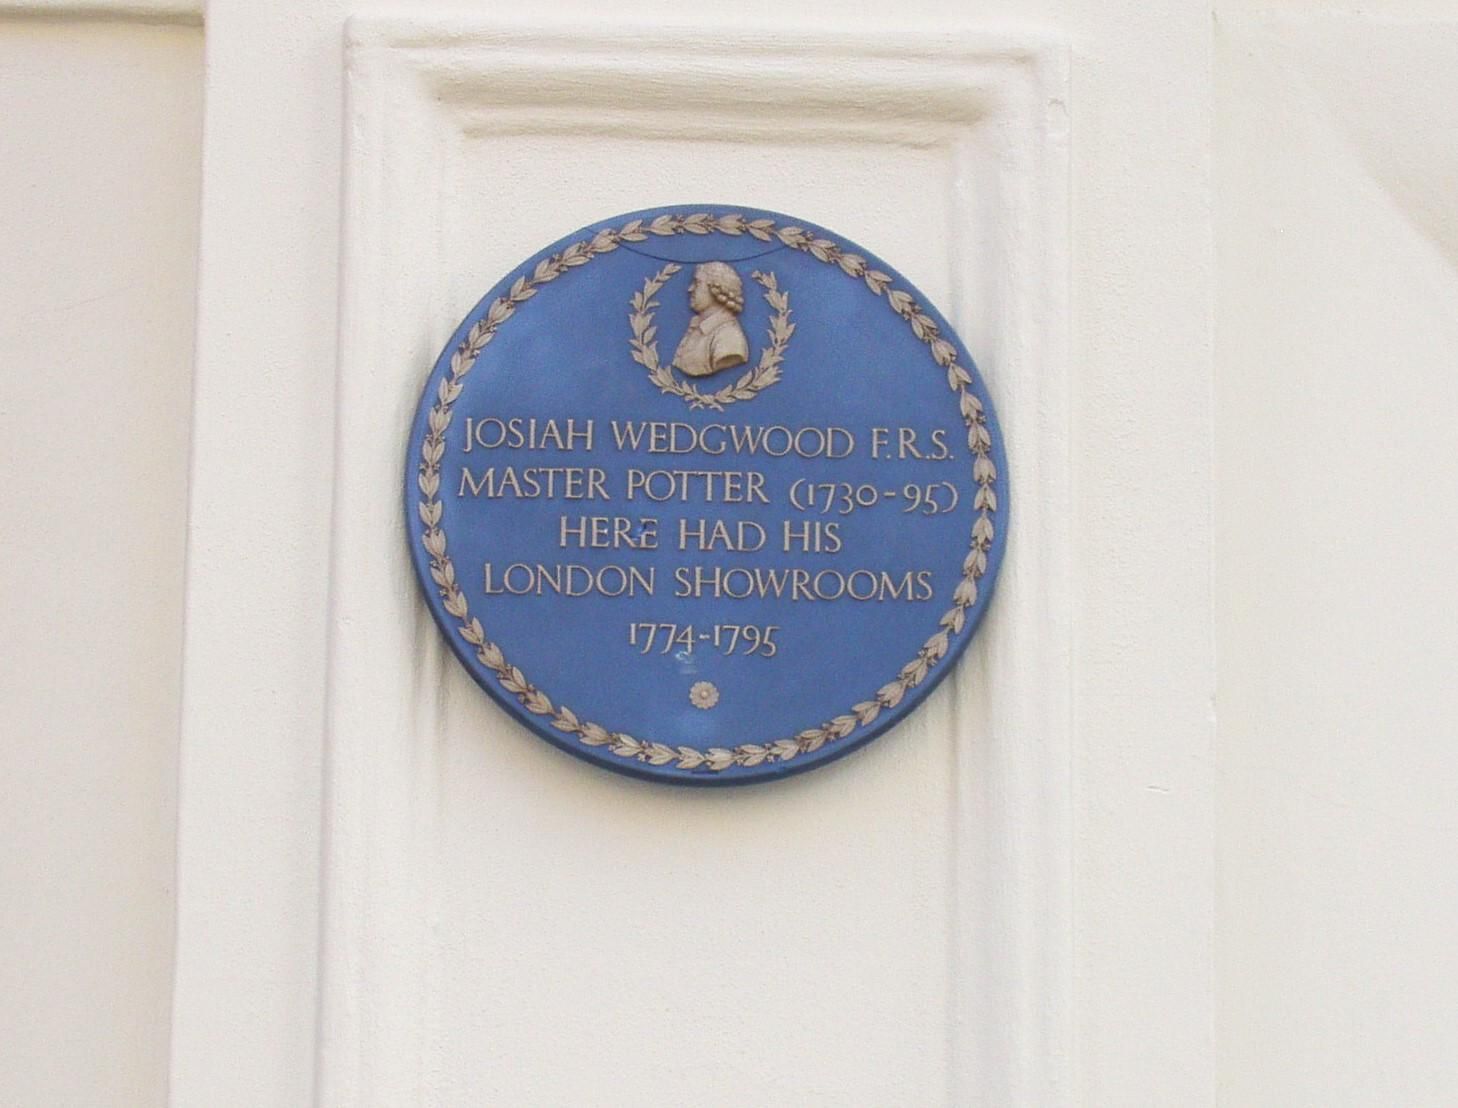 JOSIAH WEDGWOOD F.R.S.
MASTER POTTER (1730-95)
HERE HAD HIS
LONDON SHOWROOMS
1774-1795